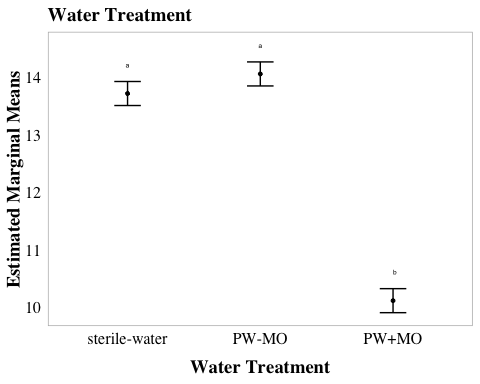 Water Treatment
a
a
14
13
12
11
10
b
Estimated Marginal Means
sterile-water PW-MO PW+MO
Water Treatment